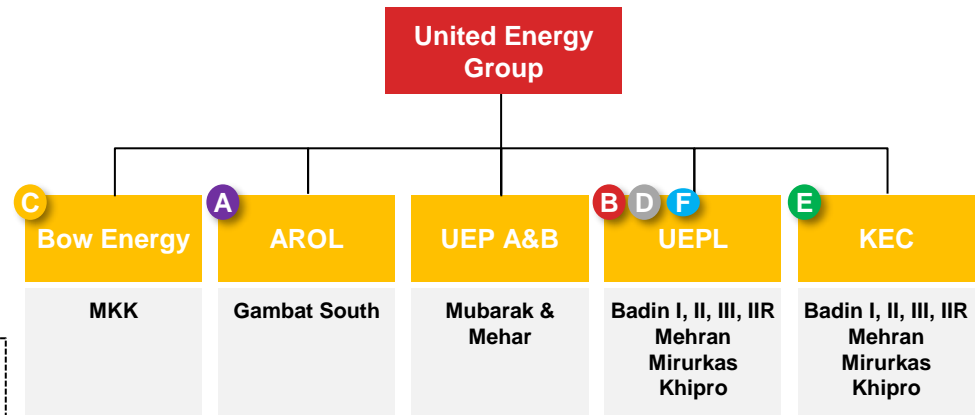 United Energy
Group
C
A
B
D
F
E
Bow Energy
AROL
UEP A&B
UEPL
KEC
MKK
Gambat South
Mubarak &
Mehar
Badin I, II, III, IIR
Mehran
Mirurkas
Khipro
Badin I, II, III, IIR
Mehran
Mirurkas
Khipro